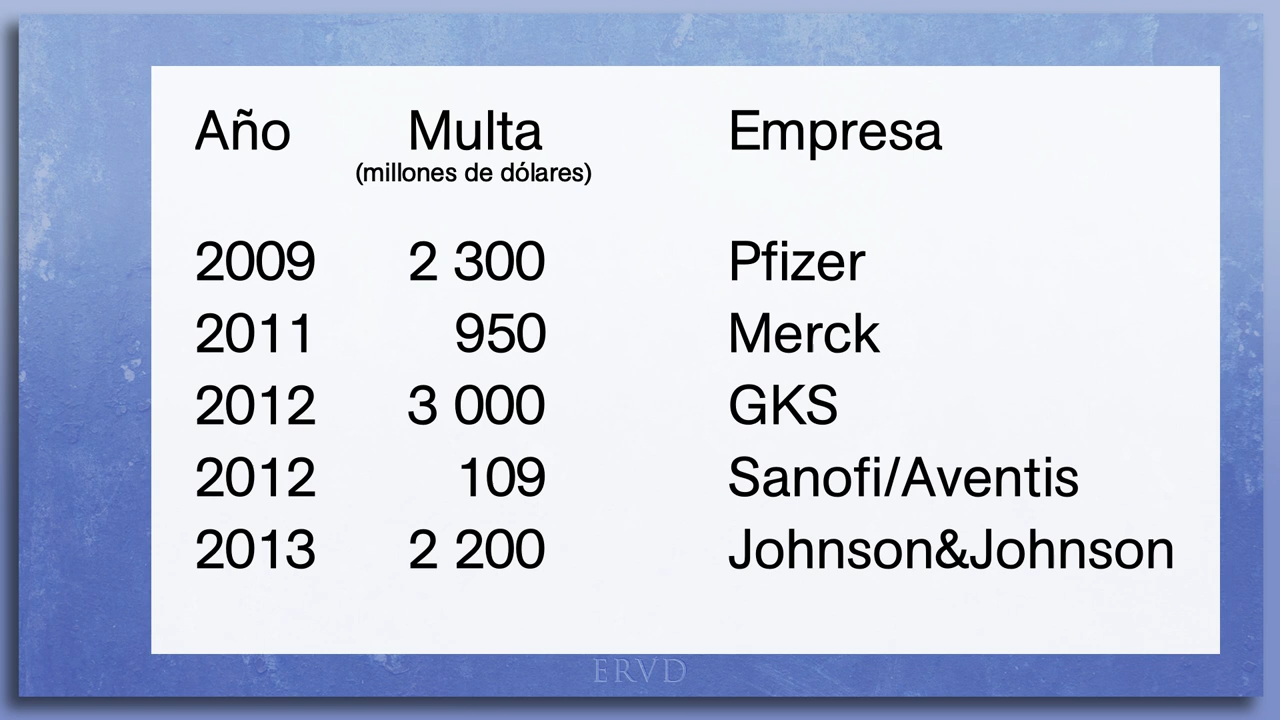 Año Multa Empresa
(millones de dólares)
2009 2 300 Pfizer
2011 950 Merck
2012 3 000 GKS
2012 109 Sanofi/Aventis
2013 2 200 Johnson&Johnson
ERVD